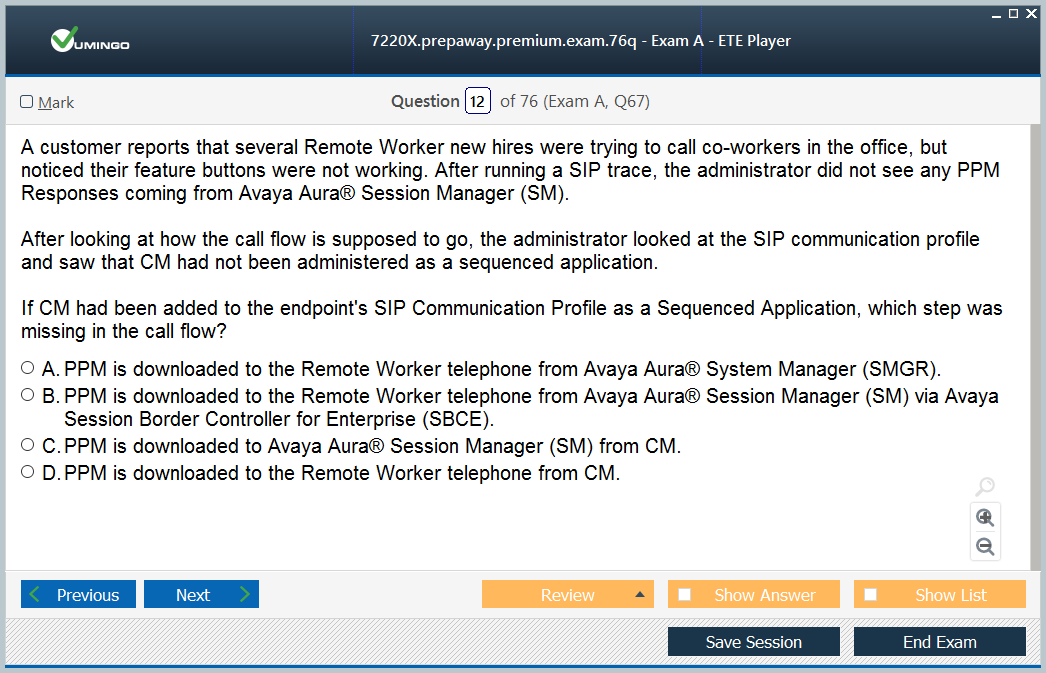 VUMINGO
7220X.prepaway.premium.exam.76q - Exam A - ETE Player
Mark
Question 12 of 76 (Exam A, Q67)
A customer reports that several Remote Worker new hires were trying to call co-workers in the office, but
noticed their feature buttons were not working. After running a SIP trace, the administrator did not see any PPM
Responses coming from Avaya Aura® Session Manager (SM).
After looking at how the call flow is supposed to go, the administrator looked at the SIP communication profile
and saw that CM had not been administered as a sequenced application.
If CM had been added to the endpoint's SIP Communication Profile as a Sequenced Application, which step was
missing in the call flow?
A. PPM is downloaded to the Remote Worker telephone from Avaya Aura® System Manager (SMGR).
B. PPM is downloaded to the Remote Worker telephone from Avaya Aura® Session Manager (SM) via Avaya
Session Border Controller for Enterprise (SBCE).
C. PPM is downloaded to Avaya Aura® Session Manager (SM) from CM.
D. PPM is downloaded to the Remote Worker telephone from CM.
Previous
Next
Review
Show Answer
Show List
Save Session
End Exam